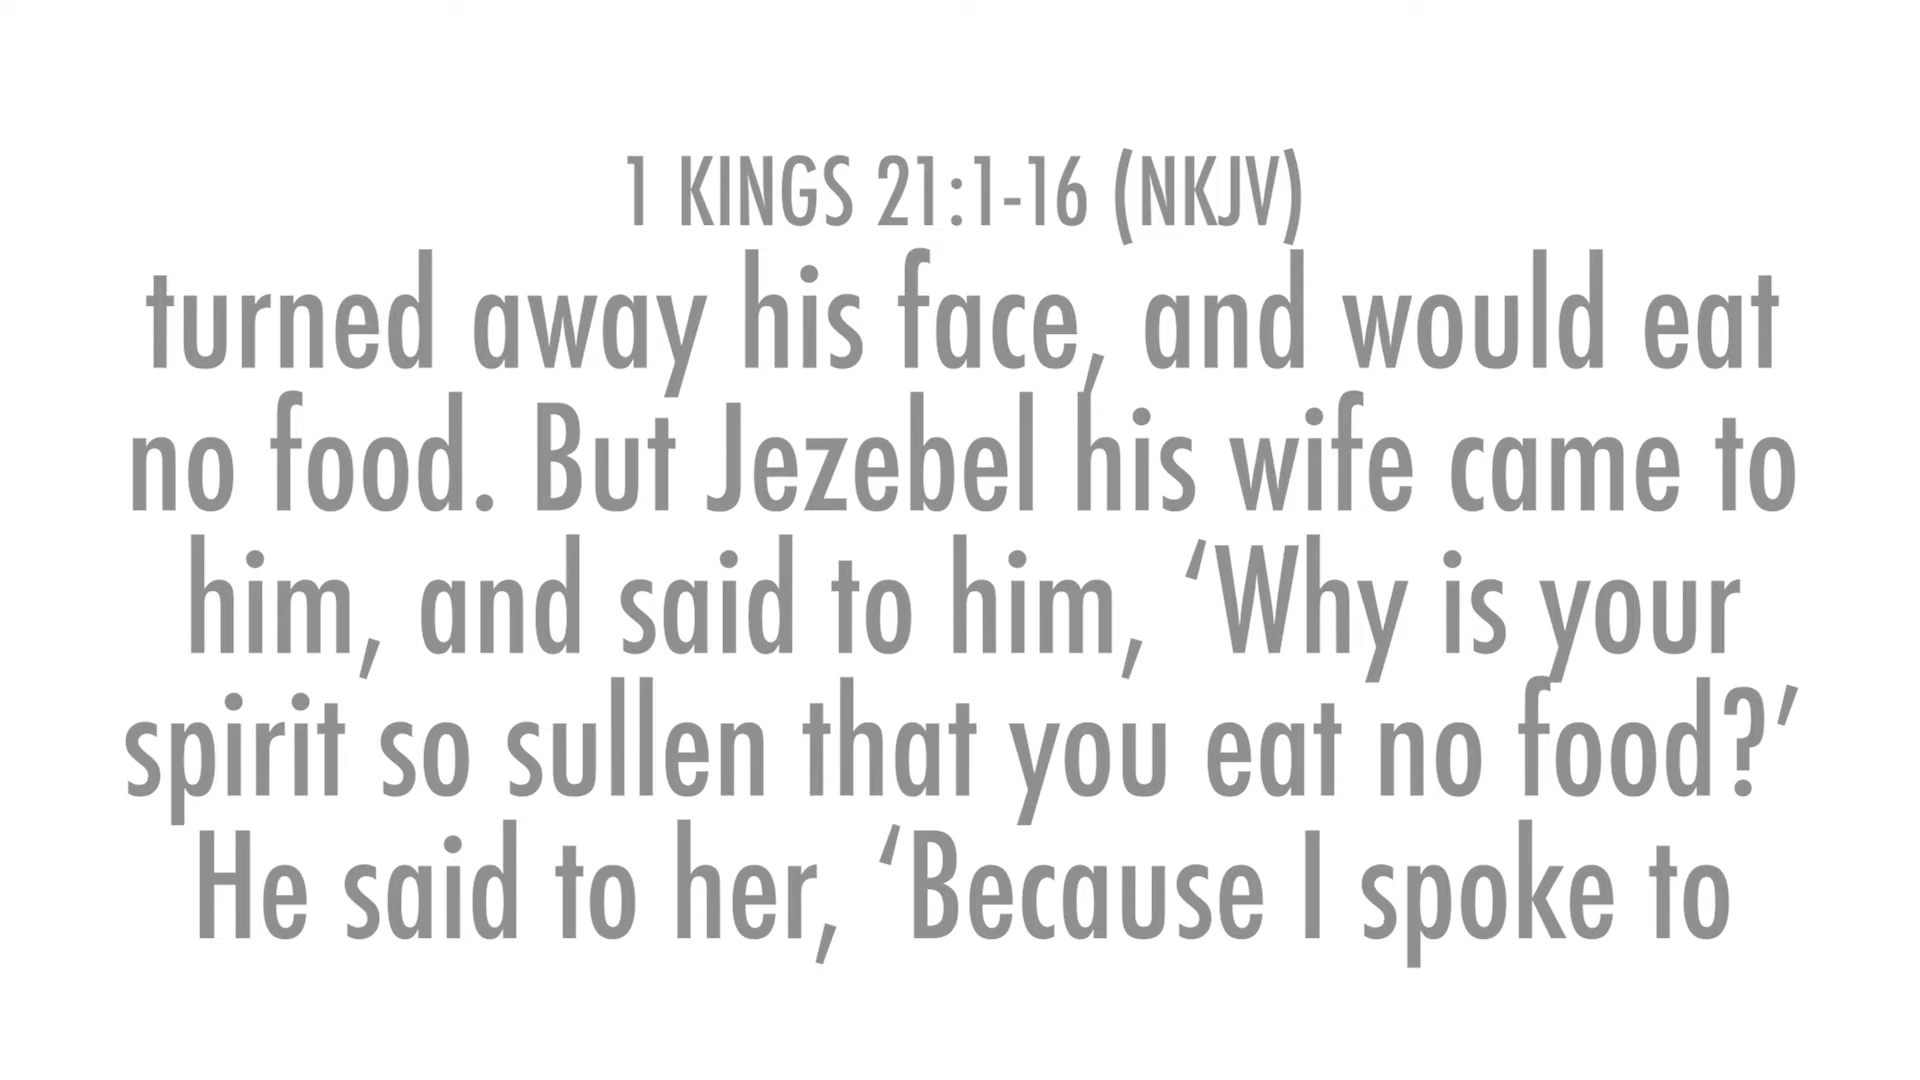 1 KINGS 21:1-16 (NKJV)
turned away his face, and would eat
no food. But Jezebel his wife came to
him, and said to him, ‘Why is your
spirit so sullen that you eat no food?’
He said to her, ‘Because I spoke to